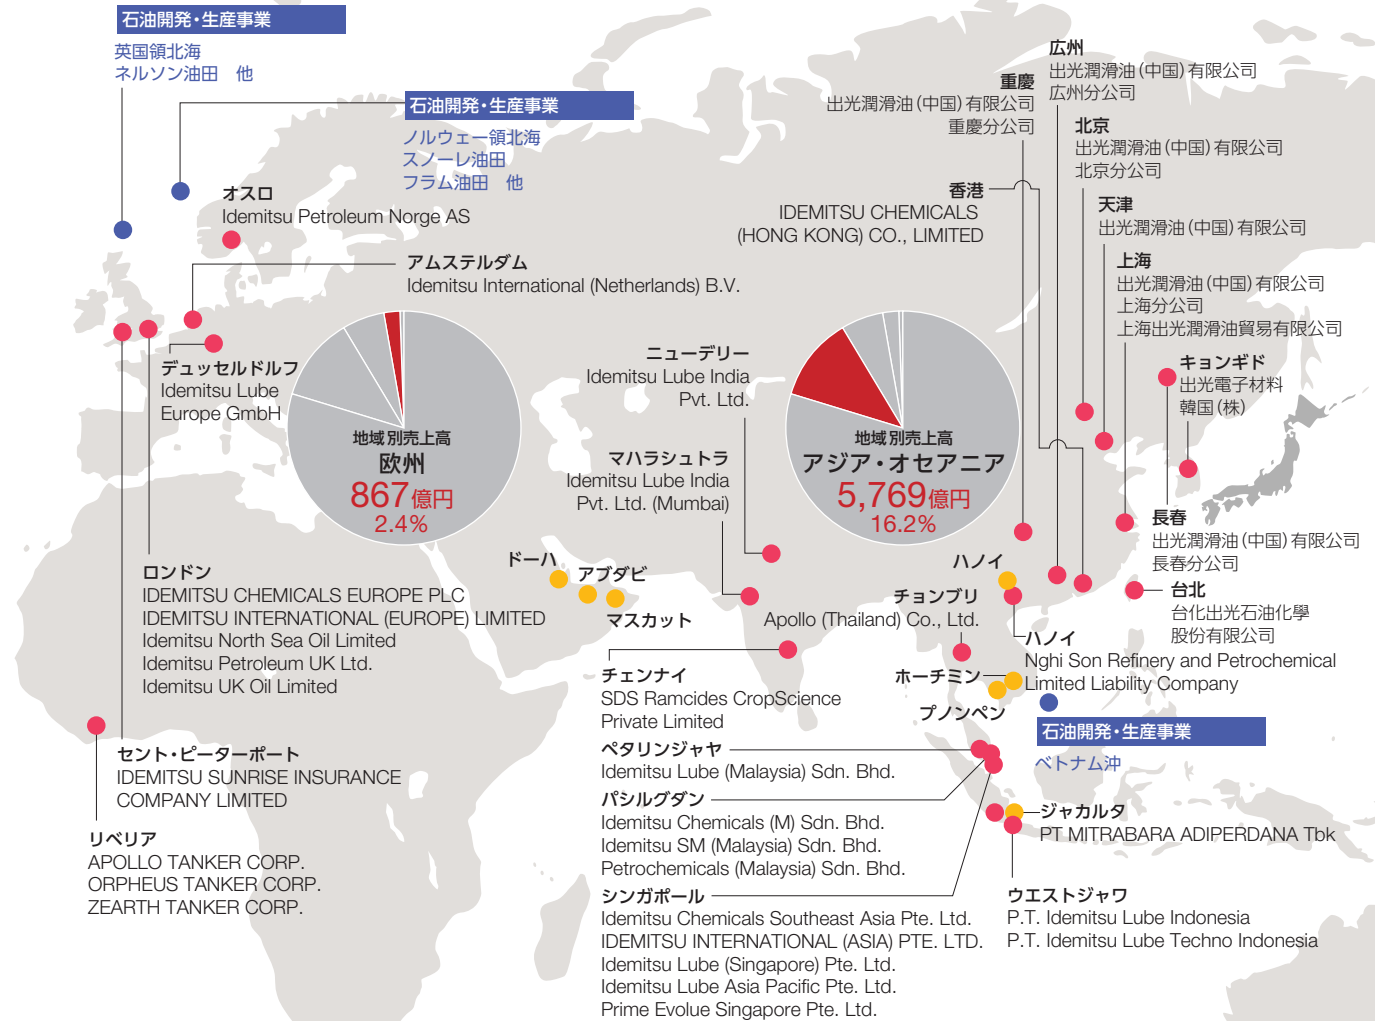 石油開発・生産事業
英国領北海
ネルソン油田　他
石油開発・生産事業
ノルウェー領北海
スノーレ油田
フラム油田　他
オスロ
Idemitsu Petroleum Norge AS
アムステルダム
Idemitsu International (Netherlands) B.V.
デュッセルドルフ
Idemitsu Lube
Europe GmbH
地域別売上高
欧州
867億円
2.4%
ロンドン
IDEMITSU CHEMICALS EUROPE PLC
IDEMITSU INTERNATIONAL (EUROPE) LIMITED
Idemitsu North Sea Oil Limited
Idemitsu Petroleum UK Ltd.
Idemitsu UK Oil Limited
セント・ピーターポート
IDEMITSU SUNRISE INSURANCE
COMPANY LIMITED
リベリア
APOLLO TANKER CORP.
ORPHEUS TANKER CORP.
ZEARTH TANKER CORP.
ドーハ
アブダビ
マスカット
ニューデリー
Idemitsu Lube India
Pvt. Ltd.
マハラシュトラ
Idemitsu Lube India
Pvt. Ltd. (Mumbai)
チェンナイ
SDS Ramcides CropScience
Private Limited
地域別売上高
アジア・オセアニア
5,769億円
16.2%
広州
出光潤滑油（中国）有限公司
広州分公司
重慶
出光潤滑油（中国）有限公司
重慶分公司
北京
出光潤滑油（中国）有限公司
北京分公司
香港
IDEMITSU CHEMICALS
(HONG KONG) CO., LIMITED
天津
出光潤滑油（中国）有限公司
上海
出光潤滑油（中国）有限公司
上海分公司
上海出光潤滑油貿易有限公司
キョンギド
出光電子材料
韓国（株）
長春
出光潤滑油（中国）有限公司
長春分公司
台北
台化出光石油化學
股份有限公司
ハノイ
チョンブリ
Apollo (Thailand) Co., Ltd.
ハノイ
Nghi Son Refinery and Petrochemical
Limited Liability Company
ホーチミン
プノンペン
石油開発・生産事業
ベトナム沖
ペタリンジャヤ
Idemitsu Lube (Malaysia) Sdn. Bhd.
パシルグダン
Idemitsu Chemicals (M) Sdn. Bhd.
Idemitsu SM (Malaysia) Sdn. Bhd.
Petrochemicals (Malaysia) Sdn. Bhd.
シンガポール
Idemitsu Chemicals Southeast Asia Pte. Ltd.
IDEMITSU INTERNATIONAL (ASIA) PTE. LTD.
Idemitsu Lube (Singapore) Pte. Ltd.
Idemitsu Lube Asia Pacific Pte. Ltd.
Prime Evolue Singapore Pte. Ltd.
ジャカルタ
PT MITRABARA ADIPERDANA Tbk
ウエストジャワ
P.T. Idemitsu Lube Indonesia
P.T. Idemitsu Lube Techno Indonesia